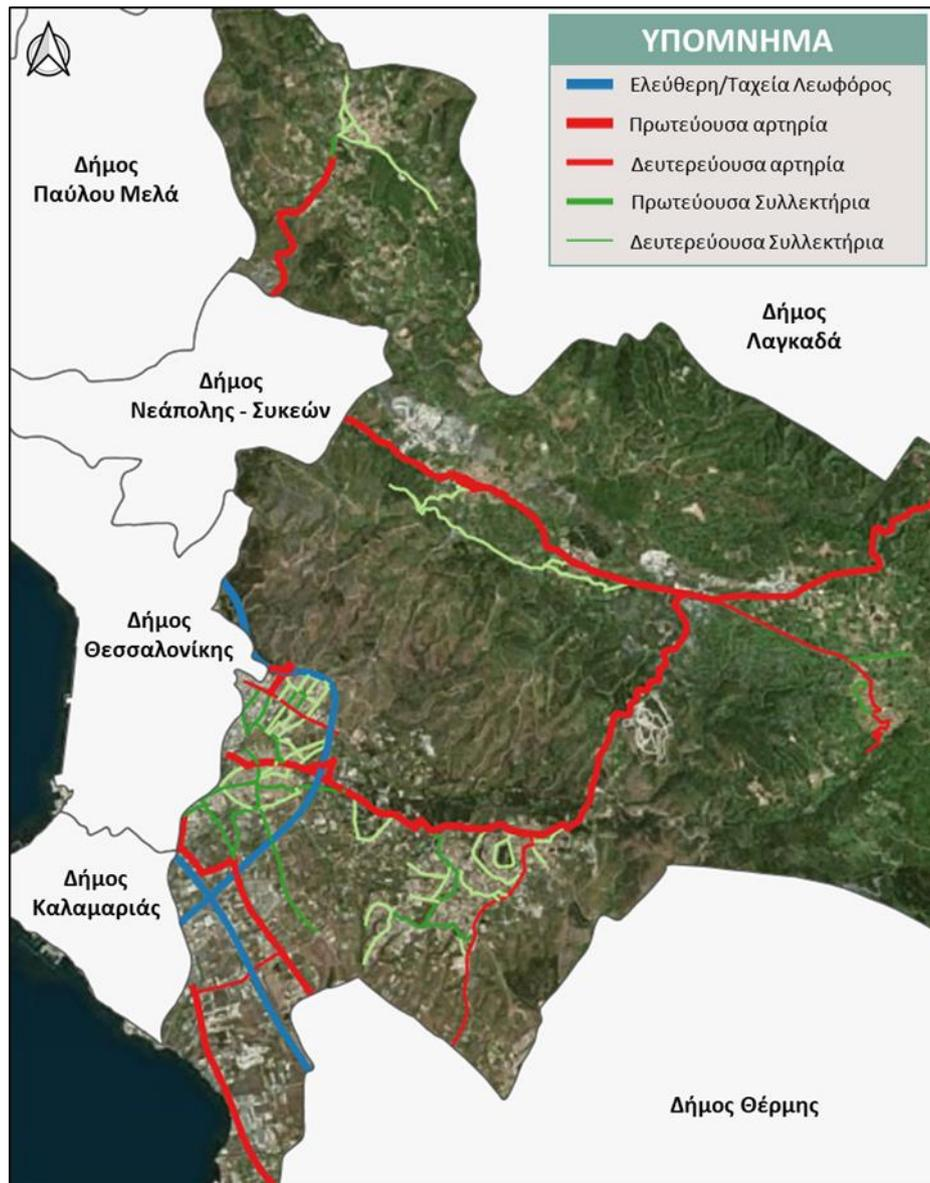 ΥΠΟΜΝΗΜΑ
Ελεύθερη/Ταχεία Λεωφόρος
Πρωτεύουσα αρτηρία
Δευτερεύουσα αρτηρία
Πρωτεύουσα Συλλεκτήρια
Δευτερεύουσα Συλλεκτήρια
Δήμος
Παύλου Μελά
Δήμος
Λαγκαδά
Δήμος
Νεάπολης - Συκεών
Δήμος
Θεσσαλονίκης
Δήμος
Καλαμαριάς
Δήμος Θέρμης